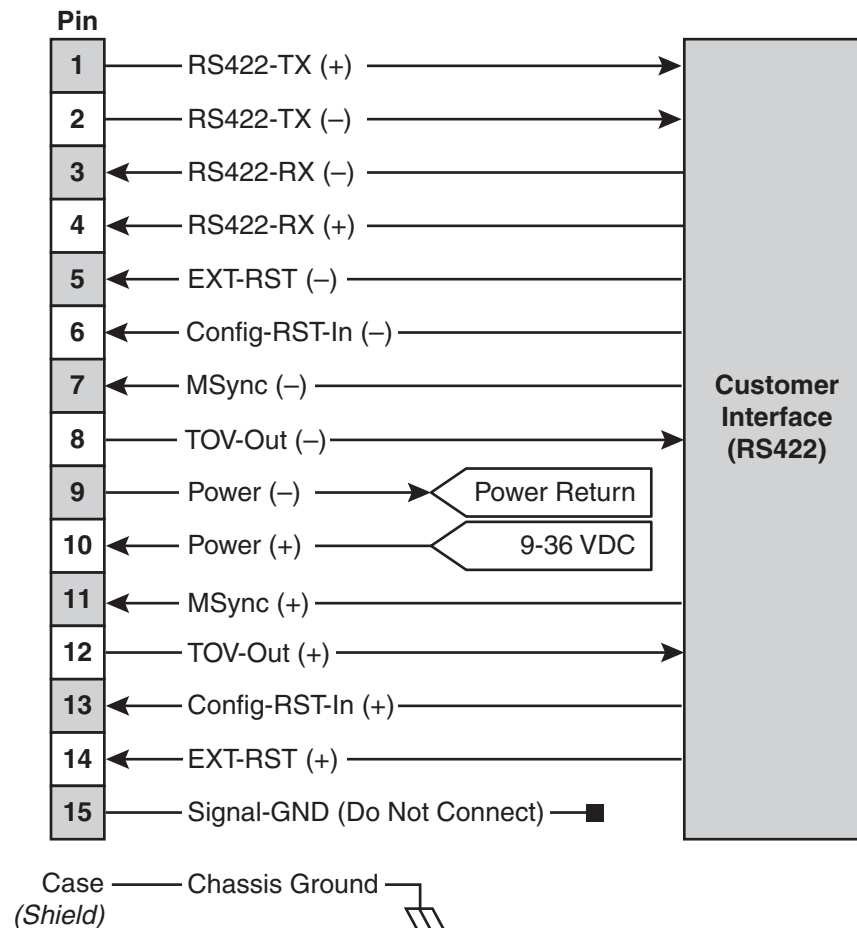 Pin
1 RS422-TX (+)
2 RS422-TX (–)
3 RS422-RX (–)
4 RS422-RX (+)
5 EXT-RST (–)
6 Config-RST-In (–)
7 MSync (–)
8 TOV-Out (–)
9 Power (–) Power Return
10 Power (+) 9-36 VDC
11 MSync (+)
12 TOV-Out (+)
13 Config-RST-In (+)
14 EXT-RST (+)
15 Signal-GND (Do Not Connect)
Customer
Interface
(RS422)
Case Chassis Ground
(Shield)